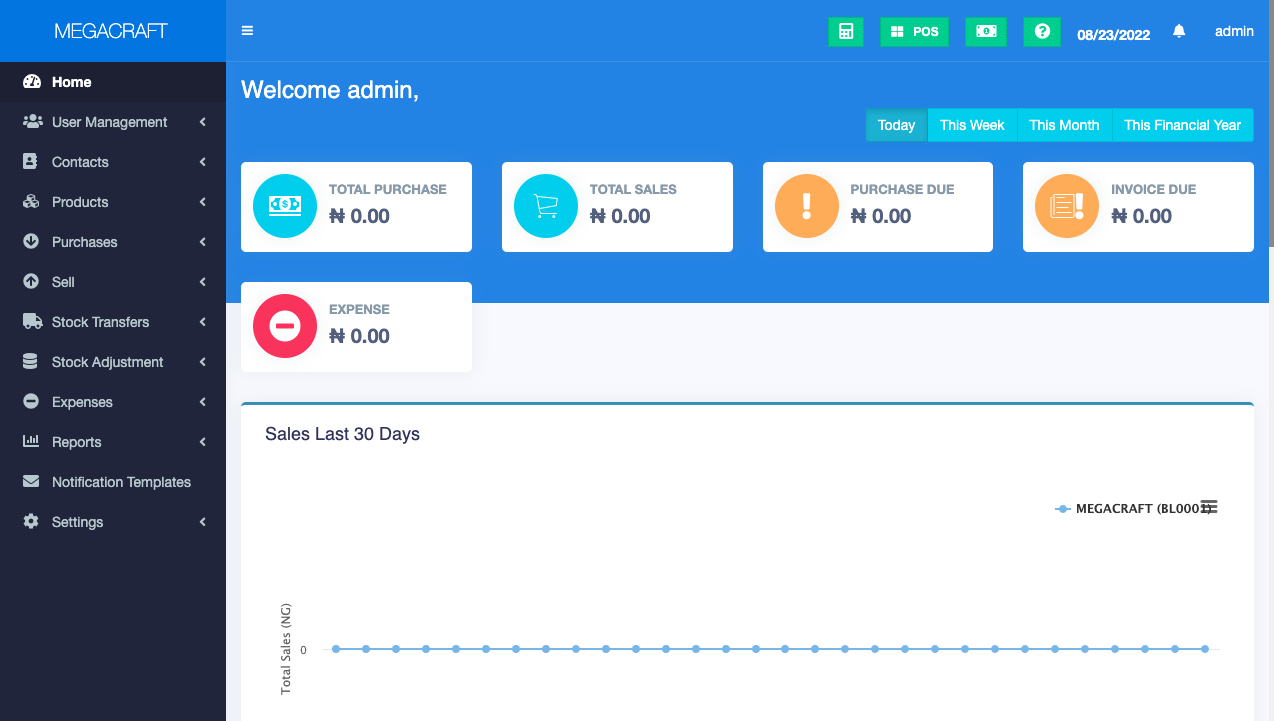 MEGACRAFT
POS
08/23/2022
admin
Home
User Management
Contacts
Products
Purchases
Sell
Stock Transfers
Stock Adjustment
Expenses
Reports
Notification Templates
Settings
Welcome admin,
Today
This Week
This Month
This Financial Year
TOTAL PURCHASE
₦ 0.00
TOTAL SALES
₦ 0.00
PURCHASE DUE
₦ 0.00
INVOICE DUE
₦ 0.00
EXPENSE
₦ 0.00
Sales Last 30 Days
MEGACRAFT (BL0001)
Total Sales (NG)
0